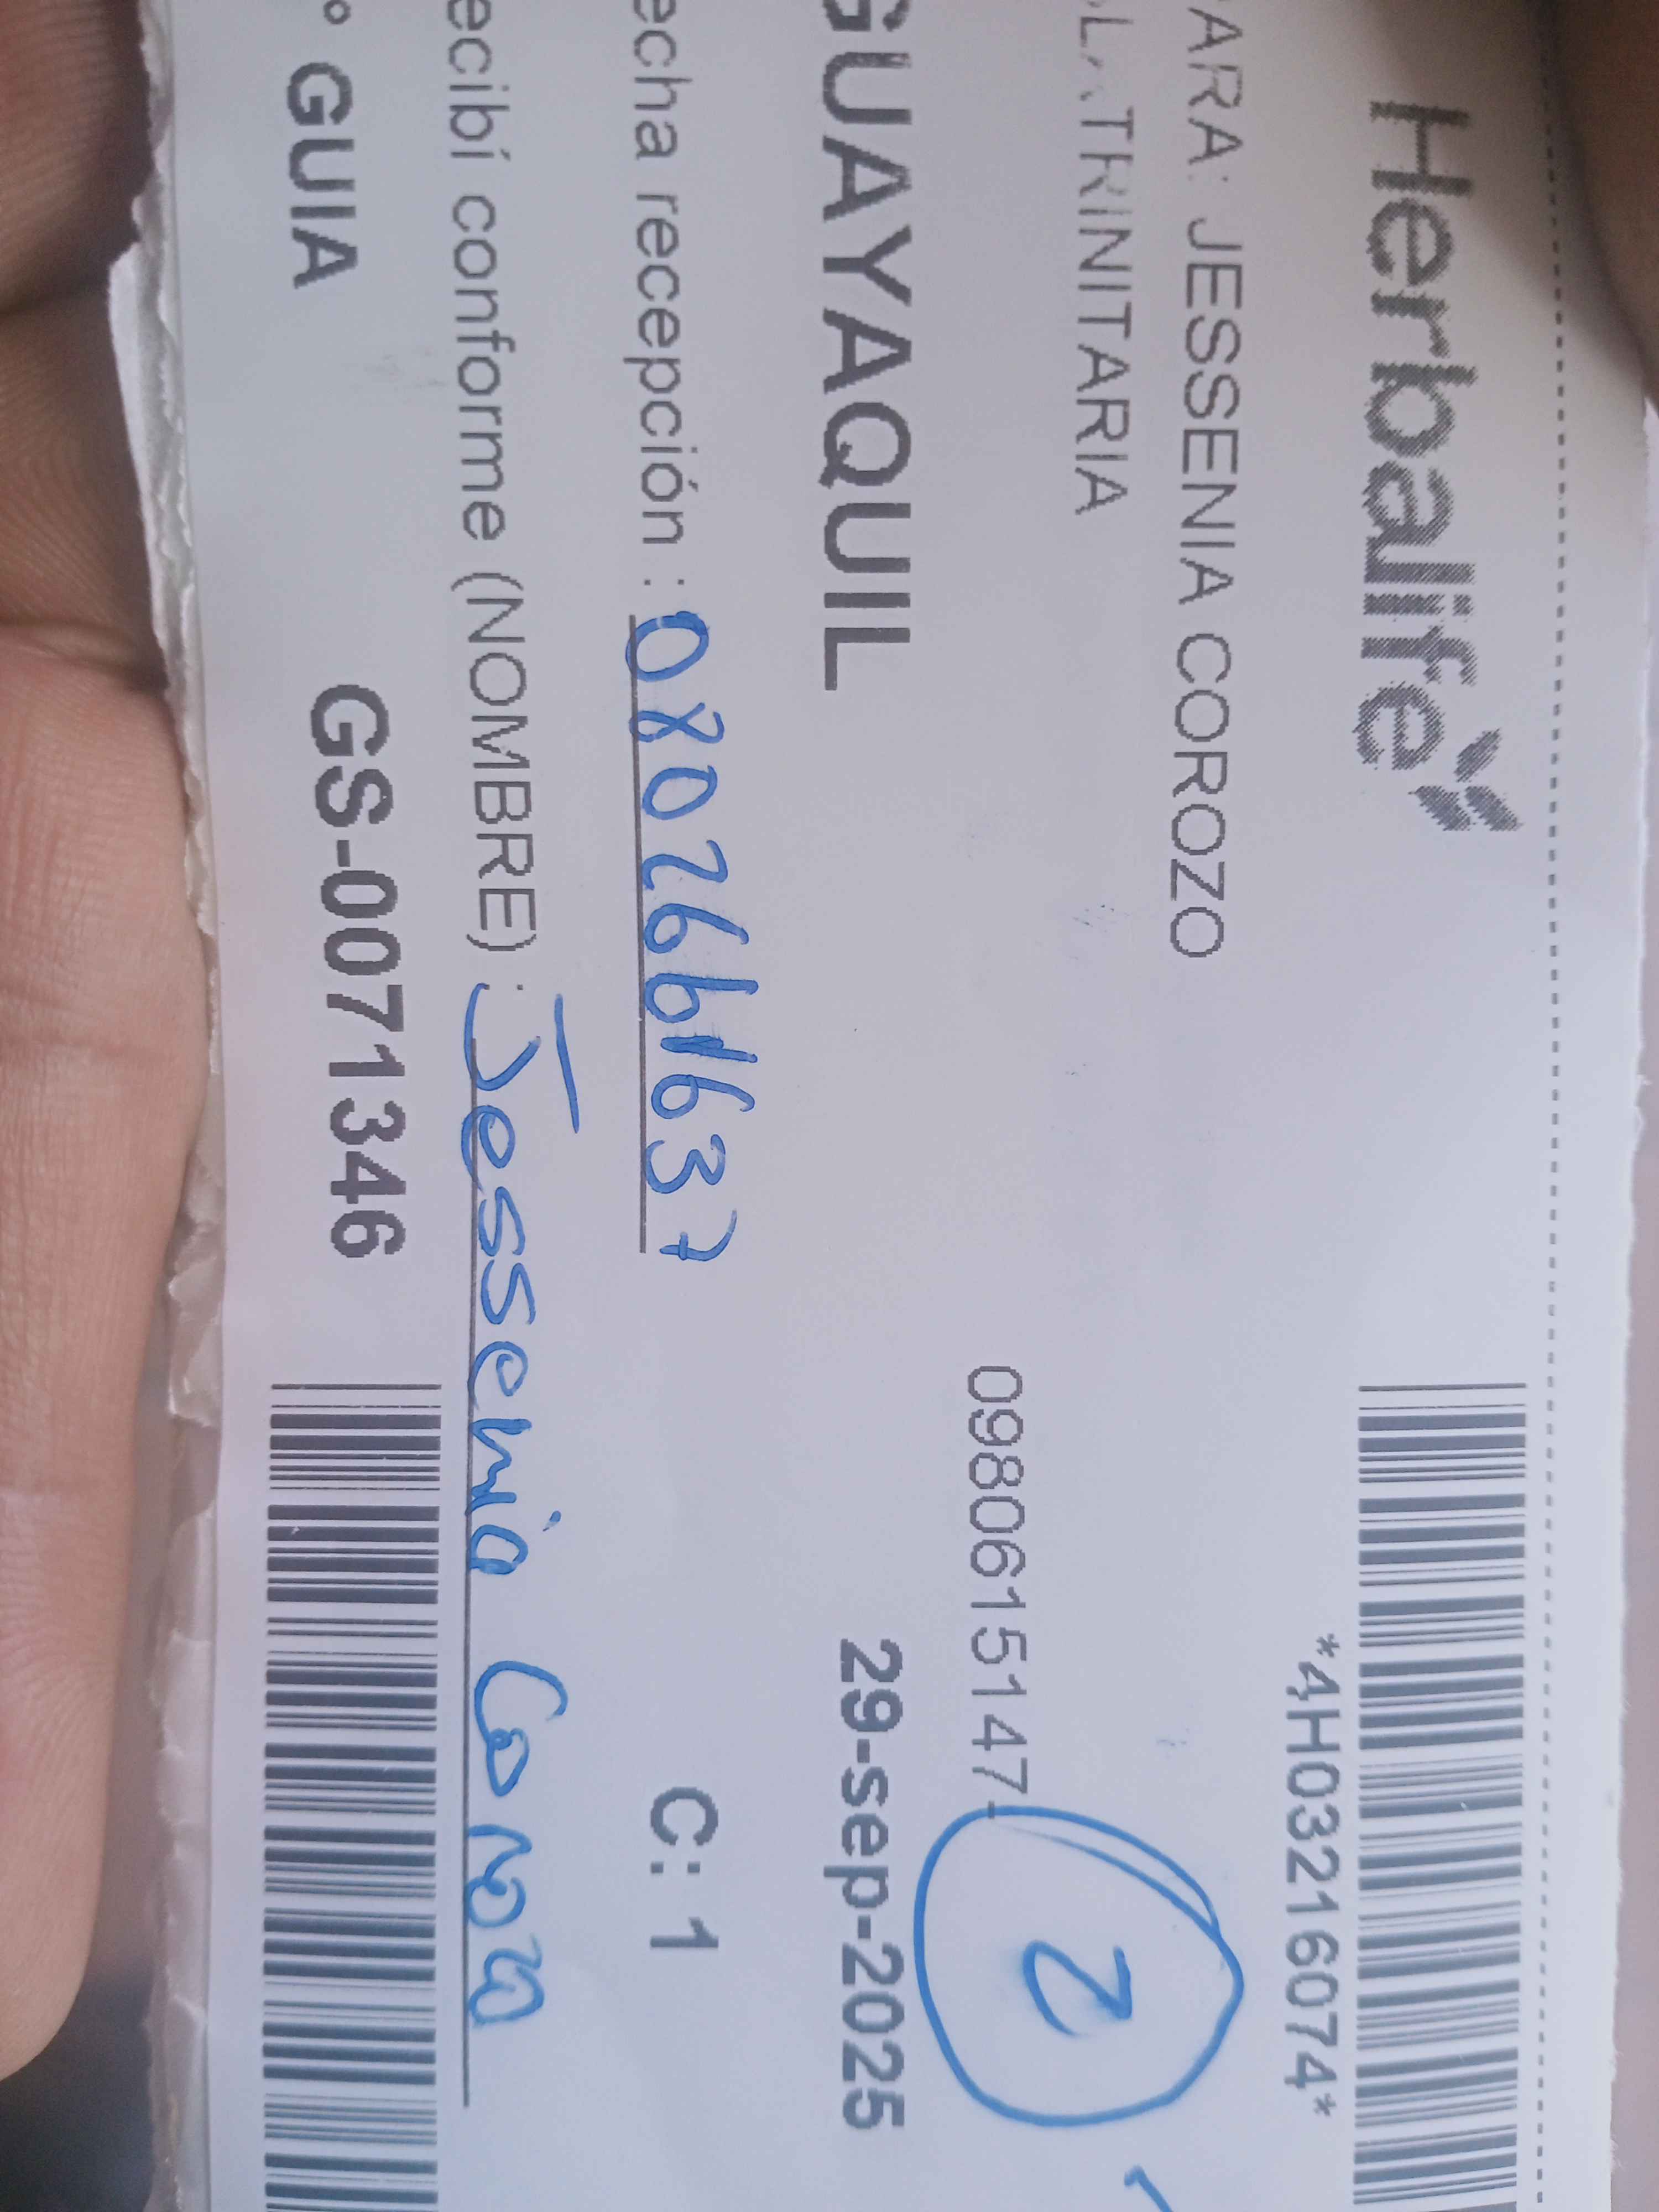 Herbalife
*4H03216074*
ARA: JESSENIA COROZO
TRINITARIA
0980615147
2
GUAYAQUIL 29-sep-2025
echa recepción : C: 1
ecibí conforme (NOMBRE) : Jessenia Corozo
° GUIA GS-0071346